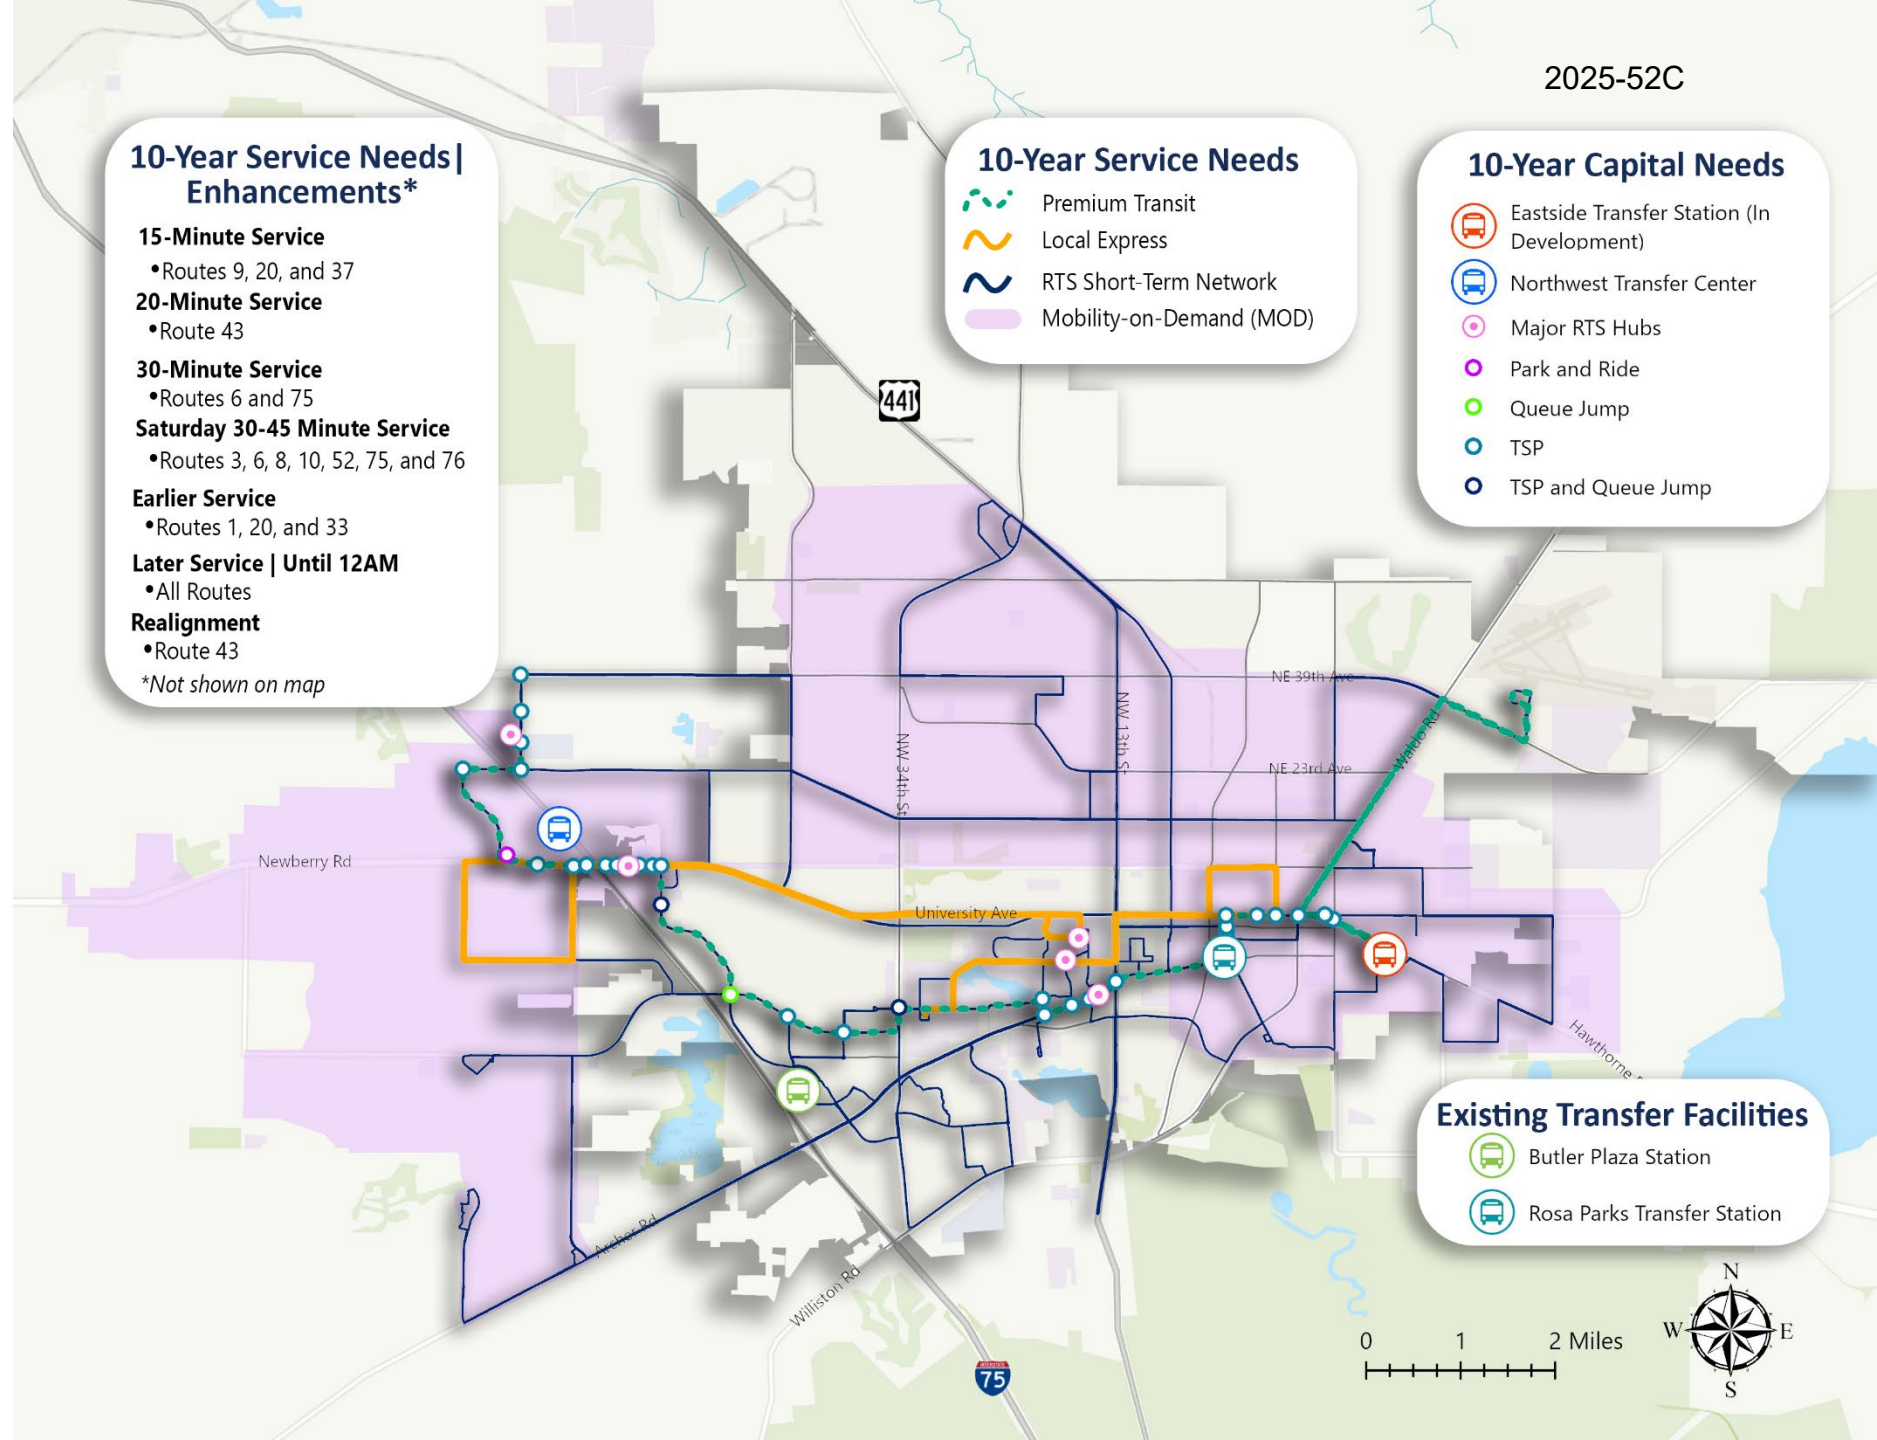 2025-52C
10-Year Service Needs|
Enhancements*
15-Minute Service
•Routes 9, 20, and 37
20-Minute Service
•Route 43
30-Minute Service
•Routes 6 and 75
Saturday 30-45 Minute Service
•Routes 3, 6, 8, 10, 52, 75, and 76
Earlier Service
•Routes 1, 20, and 33
Later Service | Until 12AM
•All Routes
Realignment
•Route 43
*Not shown on map
10-Year Service Needs
Premium Transit
Local Express
RTS Short-Term Network
Mobility-on-Demand (MOD)
10-Year Capital Needs
Eastside Transfer Station (In
Development)
Northwest Transfer Center
Major RTS Hubs
Park and Ride
Queue Jump
TSP
TSP and Queue Jump
441
NE 39th Ave
NW 13th St
Waldo Rd
NW 34th St
NE 23rd Ave
Newberry Rd
University Ave
Hawthorne
Archer Rd
Williston Rd
Existing Transfer Facilities
Butler Plaza Station
Rosa Parks Transfer Station
INTERSTATE
75
0 1 2 Miles
N
W E
S